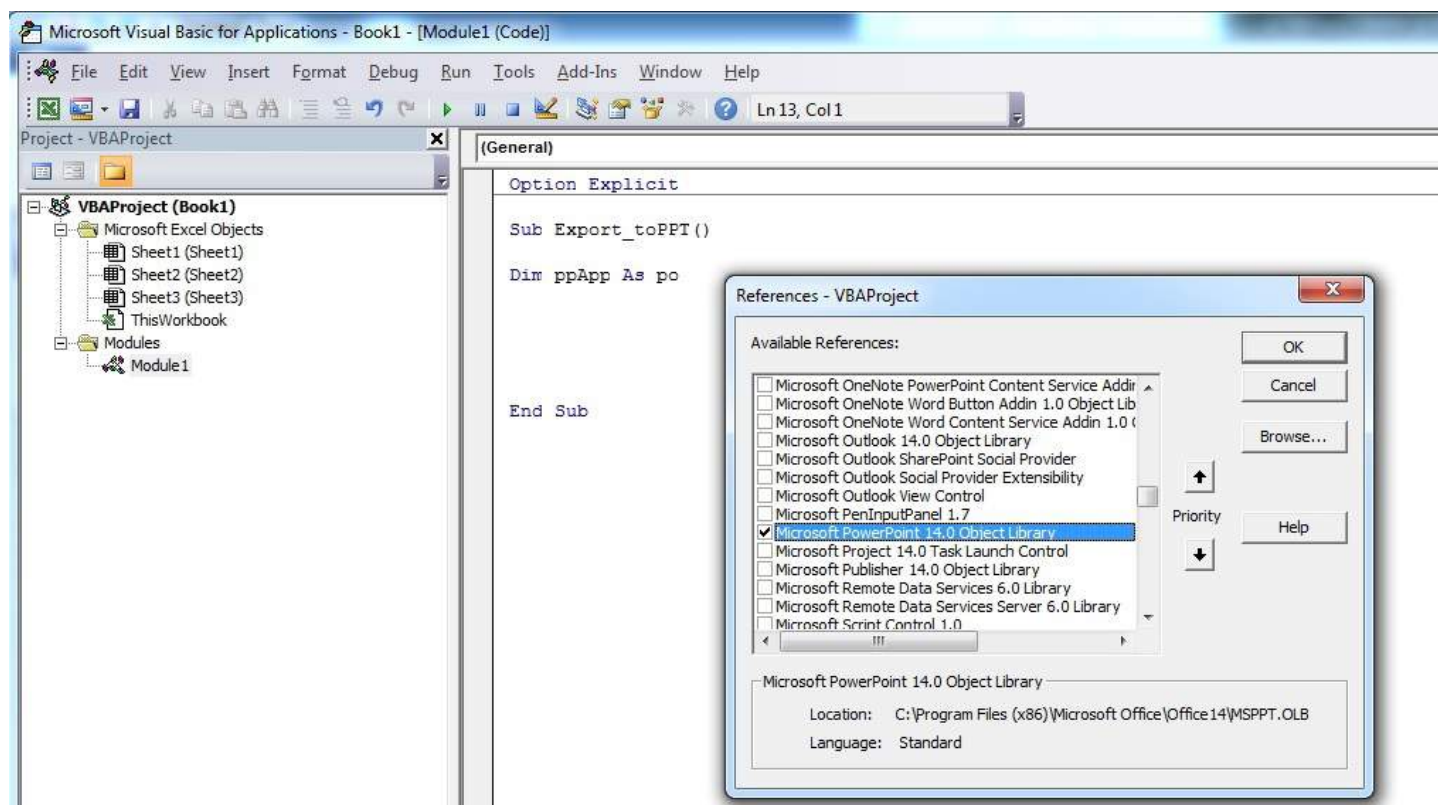 Microsoft Visual Basic for Applications - Book1 - [Module1 (Code)]
File Edit View Insert Format Debug Run Tools Add-Ins Window Help
Ln 13, Col 1
Project - VBAProject
(General)
VBAProject (Book1)
Microsoft Excel Objects
Sheet1 (Sheet1)
Sheet2 (Sheet2)
Sheet3 (Sheet3)
ThisWorkbook
Modules
Module1
Option Explicit
Sub Export_toPPT()
Dim ppApp As po
End Sub
References - VBAProject
Available References:
Microsoft OneNote PowerPoint Content Service Addin
Microsoft OneNote Word Button Addin 1.0 Object Lib
Microsoft OneNote Word Content Service Addin 1.0 (
Microsoft Outlook 14.0 Object Library
Microsoft Outlook SharePoint Social Provider
Microsoft Outlook Social Provider Extensibility
Microsoft Outlook View Control
Microsoft PenInputPanel 1.7
Microsoft PowerPoint 14.0 Object Library
Microsoft Project 14.0 Task Launch Control
Microsoft Publisher 14.0 Object Library
Microsoft Remote Data Services 6.0 Library
Microsoft Remote Data Services Server 6.0 Library
Microsoft Script Control 1.0
OK
Cancel
Browse...
Priority
Help
Microsoft PowerPoint 14.0 Object Library
Location: C:\Program Files (x86)\Microsoft Office\Office14\MSPPT.OLB
Language: Standard